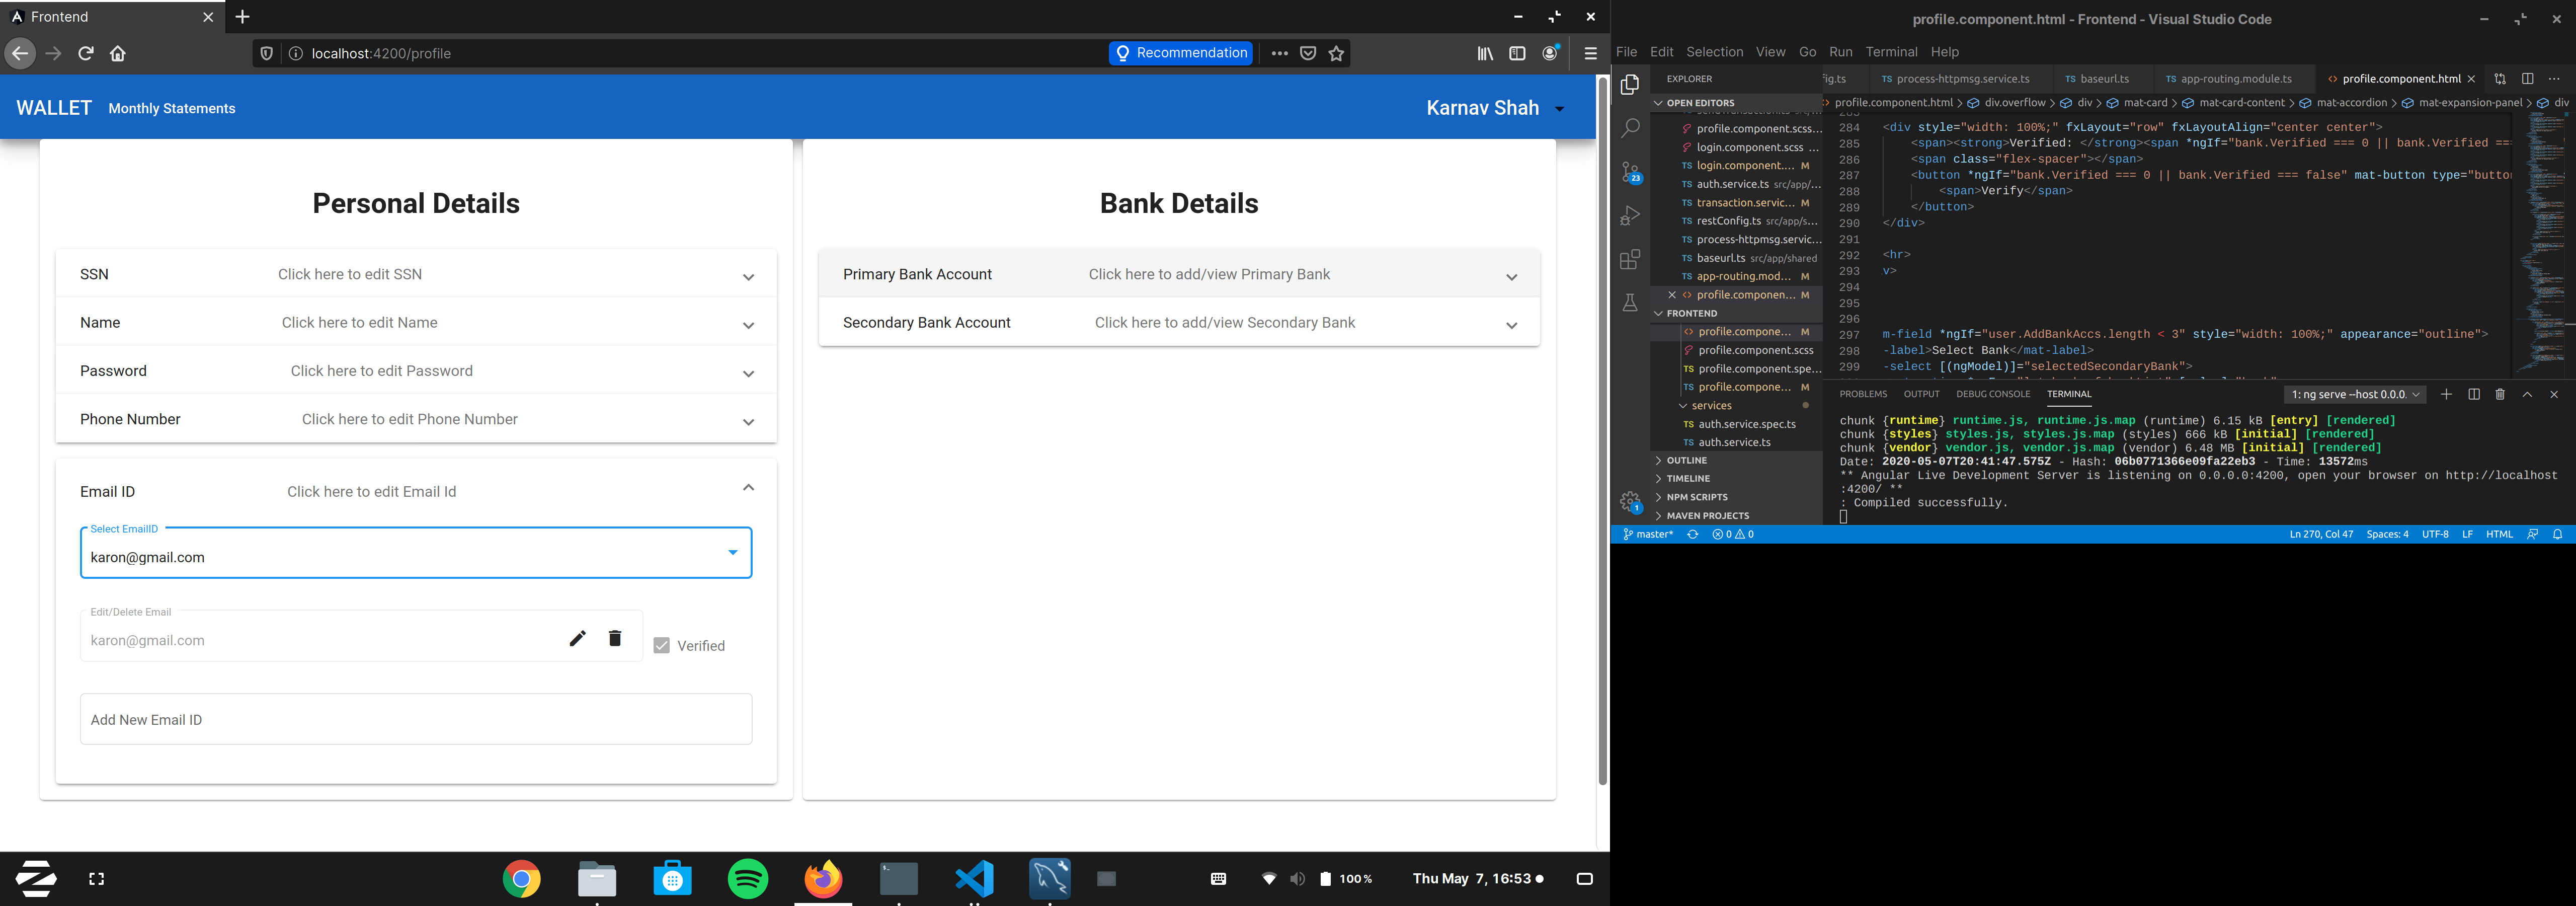 Frontend
localhost:4200/profile
Recommendation
WALLET Monthly Statements
Karnav Shah
Personal Details
SSN Click here to edit SSN
Name Click here to edit Name
Password Click here to edit Password
Phone Number Click here to edit Phone Number
Email ID Click here to edit Email Id
Select EmailID
karon@gmail.com
Edit/Delete Email
karon@gmail.com
Verified
Add New Email ID
Bank Details
Primary Bank Account Click here to add/view Primary Bank
Secondary Bank Account Click here to add/view Secondary Bank
100 %
Thu May 7, 16:53
profile.component.html - Frontend - Visual Studio Code
File Edit Selection View Go Run Terminal Help
EXPLORER
OPEN EDITORS
profile.component.scss...
login.component.scss ...
TS login.component.... M
TS auth.service.ts src/app/...
TS transaction.servic... M
TS restConfig.ts src/app/s...
TS process-httpmsg.servic...
TS baseurl.ts src/app/shared
TS app-routing.mod... M
<> profile.componen... M
FRONTEND
<> profile.compone... M
profile.component.scss
TS profile.component.spe...
TS profile.compone... M
services
TS auth.service.spec.ts
TS auth.service.ts
OUTLINE
TIMELINE
NPM SCRIPTS
MAVEN PROJECTS
23
1
fig.ts TS process-httpmsg.service.ts TS baseurl.ts TS app-routing.module.ts <> profile.component.html
profile.component.html > div.overflow > div > mat-card > mat-card-content > mat-accordion > mat-expansion-panel > div
284 <div style="width: 100%;" fxLayout="row" fxLayoutAlign="center center">
285 <span><strong>Verified: </strong><span *ngIf="bank.Verified === 0 || bank.Verified ==
286 <span class="flex-spacer"></span>
287 <button *ngIf="bank.Verified === 0 || bank.Verified === false" mat-button type="butto
288 <span>Verify</span>
289 </button>
290 </div>
291
292 <hr>
293 v>
294
295
296
297 m-field *ngIf="user.AddBankAccs.length < 3" style="width: 100%;" appearance="outline">
298 -label>Select Bank</mat-label>
299 -select [(ngModel)]="selectedSecondaryBank">
PROBLEMS OUTPUT DEBUG CONSOLE TERMINAL
1: ng serve --host 0.0.0.
chunk {runtime} runtime.js, runtime.js.map (runtime) 6.15 kB [entry] [rendered]
chunk {styles} styles.js, styles.js.map (styles) 666 kB [initial] [rendered]
chunk {vendor} vendor.js, vendor.js.map (vendor) 6.48 MB [initial] [rendered]
Date: 2020-05-07T20:41:47.575Z - Hash: 06b0771366e09fa22eb3 - Time: 13572ms
** Angular Live Development Server is listening on 0.0.0.0:4200, open your browser on http://localhost
:4200/ **
: Compiled successfully.
master* 0 0
Ln 270, Col 47 Spaces: 4 UTF-8 LF HTML